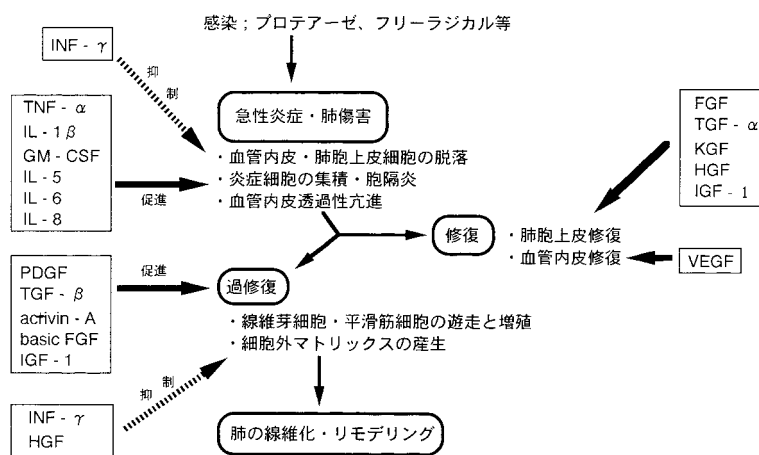 感染；プロテアーゼ、フリーラジカル等
INF - γ
抑
制
急性炎症・肺傷害
TNF - α
IL - 1 β
GM - CSF
IL - 5
IL - 6
IL - 8
促進
・血管内皮・肺胞上皮細胞の脱落
・炎症細胞の集積・胞隔炎
・血管内皮透過性亢進
FGF
TGF - α
KGF
HGF
IGF - 1
修復
・肺胞上皮修復
・血管内皮修復
VEGF
PDGF
TGF - β
activin - A
basic FGF
IGF - 1
促進
過修復
・線維芽細胞・平滑筋細胞の遊走と増殖
・細胞外マトリックスの産生
INF - γ
HGF
抑
制
肺の線維化・リモデリング